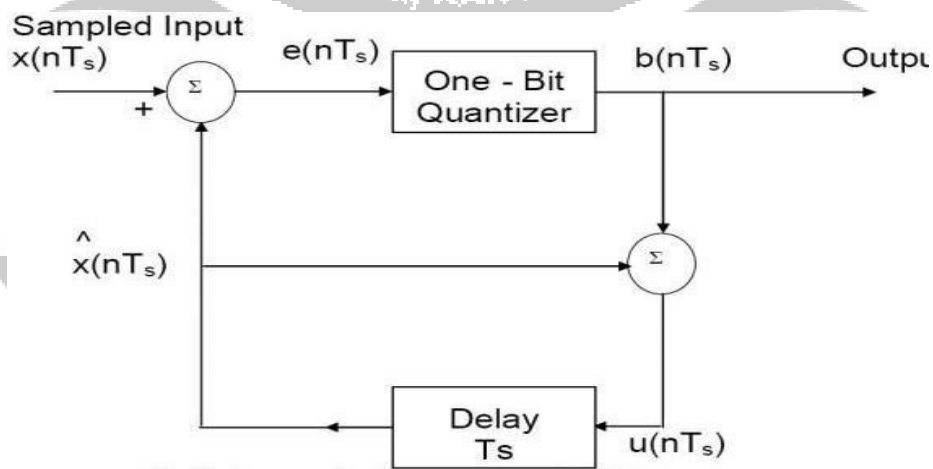 Sampled Input
x(nTₛ)
+
Σ
e(nTₛ)
One - Bit
Quantizer
b(nTₛ)
Outpu
^
x(nTₛ)
Σ
Delay
Ts
u(nTₛ)